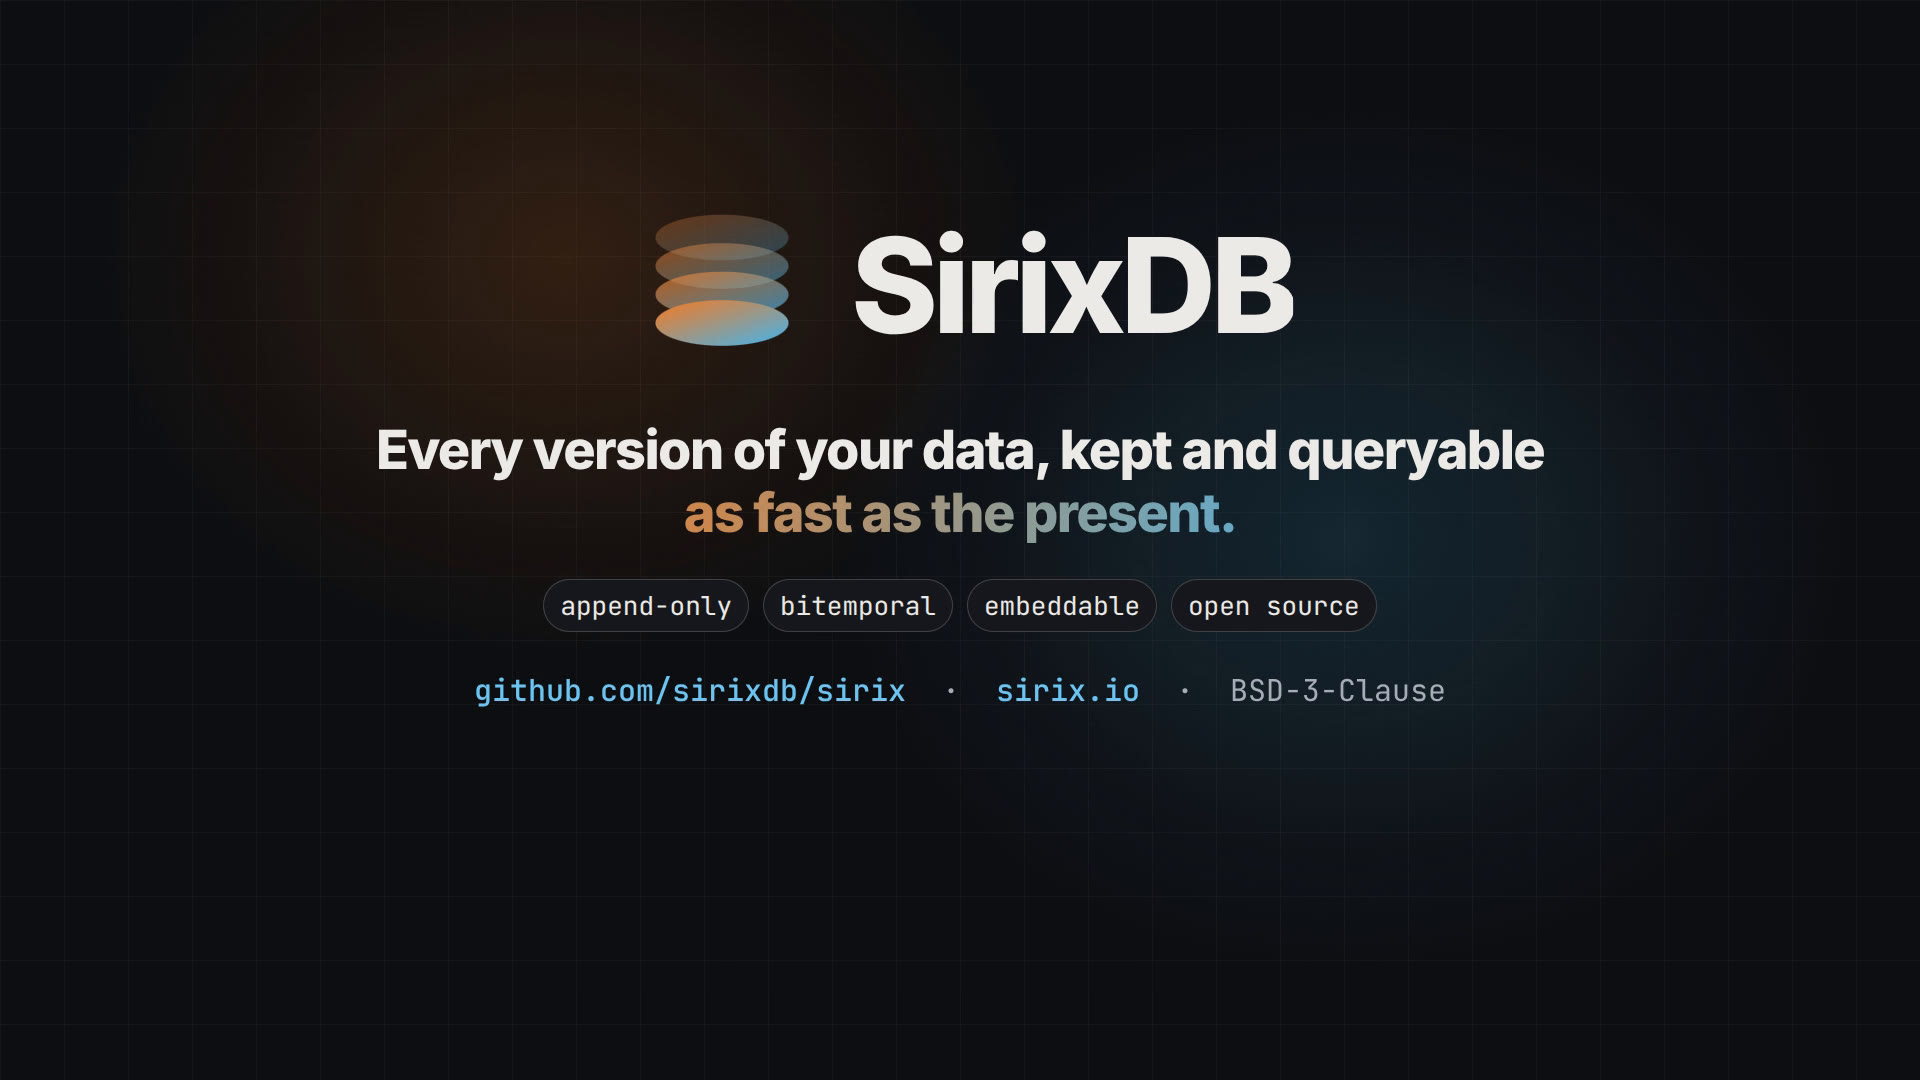 SirixDB
Every version of your data, kept and queryable
as fast as the present.
append-only bitemporal embeddable open source
github.com/sirixdb/sirix · sirix.io · BSD-3-Clause